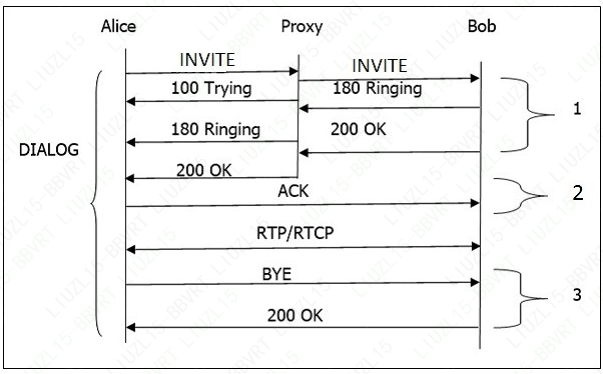 Alice Proxy Bob
INVITE
INVITE
100 Trying
180 Ringing
1
180 Ringing
200 OK
DIALOG
200 OK
ACK
2
RTP/RTCP
BYE
3
200 OK